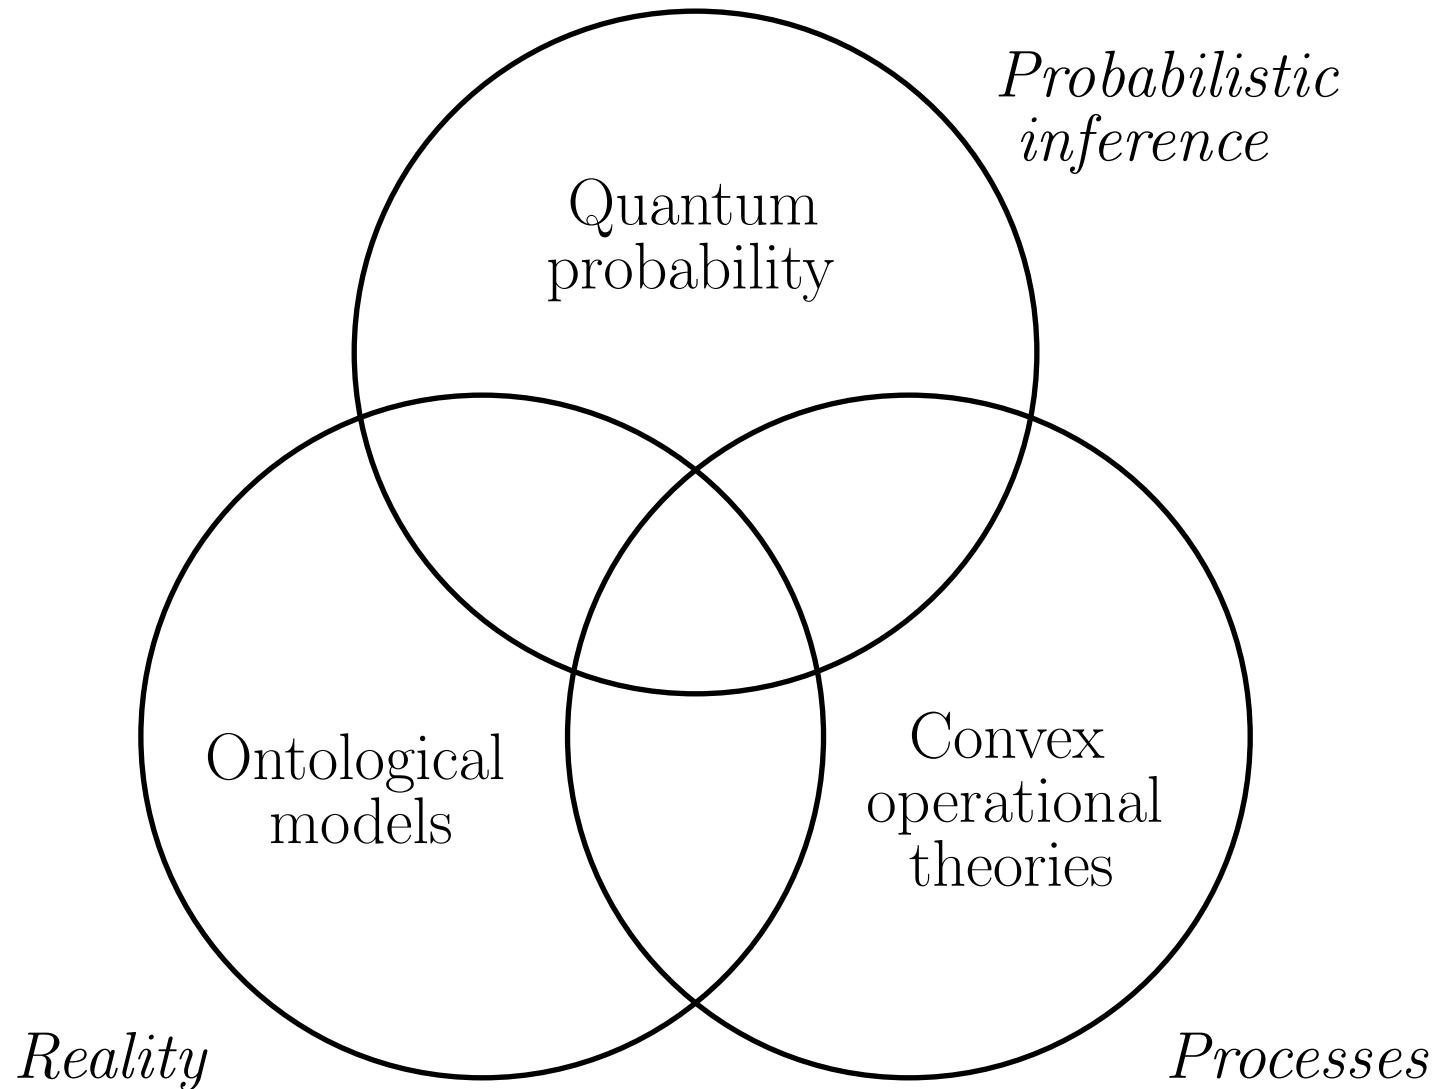 Probabilistic
inference
Quantum
probability
Ontological
models
Convex
operational
theories
Reality
Processes